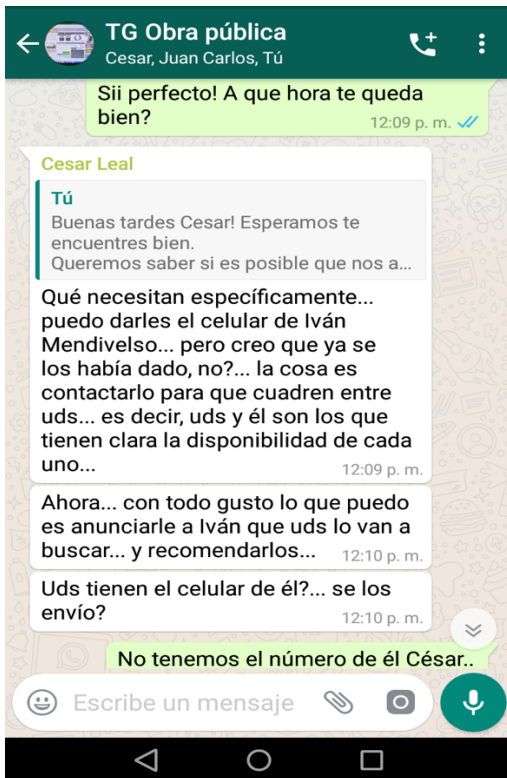 TG Obra pública
Cesar, Juan Carlos, Tú
Sii perfecto! A que hora te queda
bien?
12:09 p. m.
Cesar Leal
Tú
Buenas tardes Cesar! Esperamos te
encuentres bien.
Queremos saber si es posible que nos a...
Qué necesitan específicamente...
puedo darles el celular de Iván
Mendivelso... pero creo que ya se
los había dado, no?... la cosa es
contactarlo para que cuadren entre
uds... es decir, uds y él son los que
tienen clara la disponibilidad de cada
uno...
12:09 p. m.
Ahora... con todo gusto lo que puedo
es anunciarle a Iván que uds lo van a
buscar... y recomendarlos...
12:10 p. m.
Uds tienen el celular de él?... se los
envío?
12:10 p. m.
No tenemos el número de él César..
Escribe un mensaje